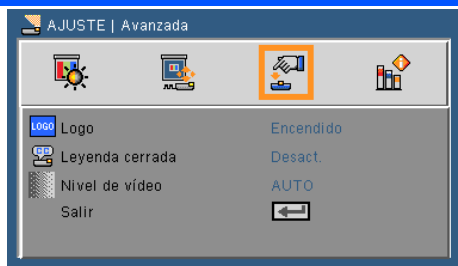 AJUSTE | Avanzada
LOGO Logo Encendido
Leyenda cerrada Desact.
Nivel de vídeo AUTO
Salir